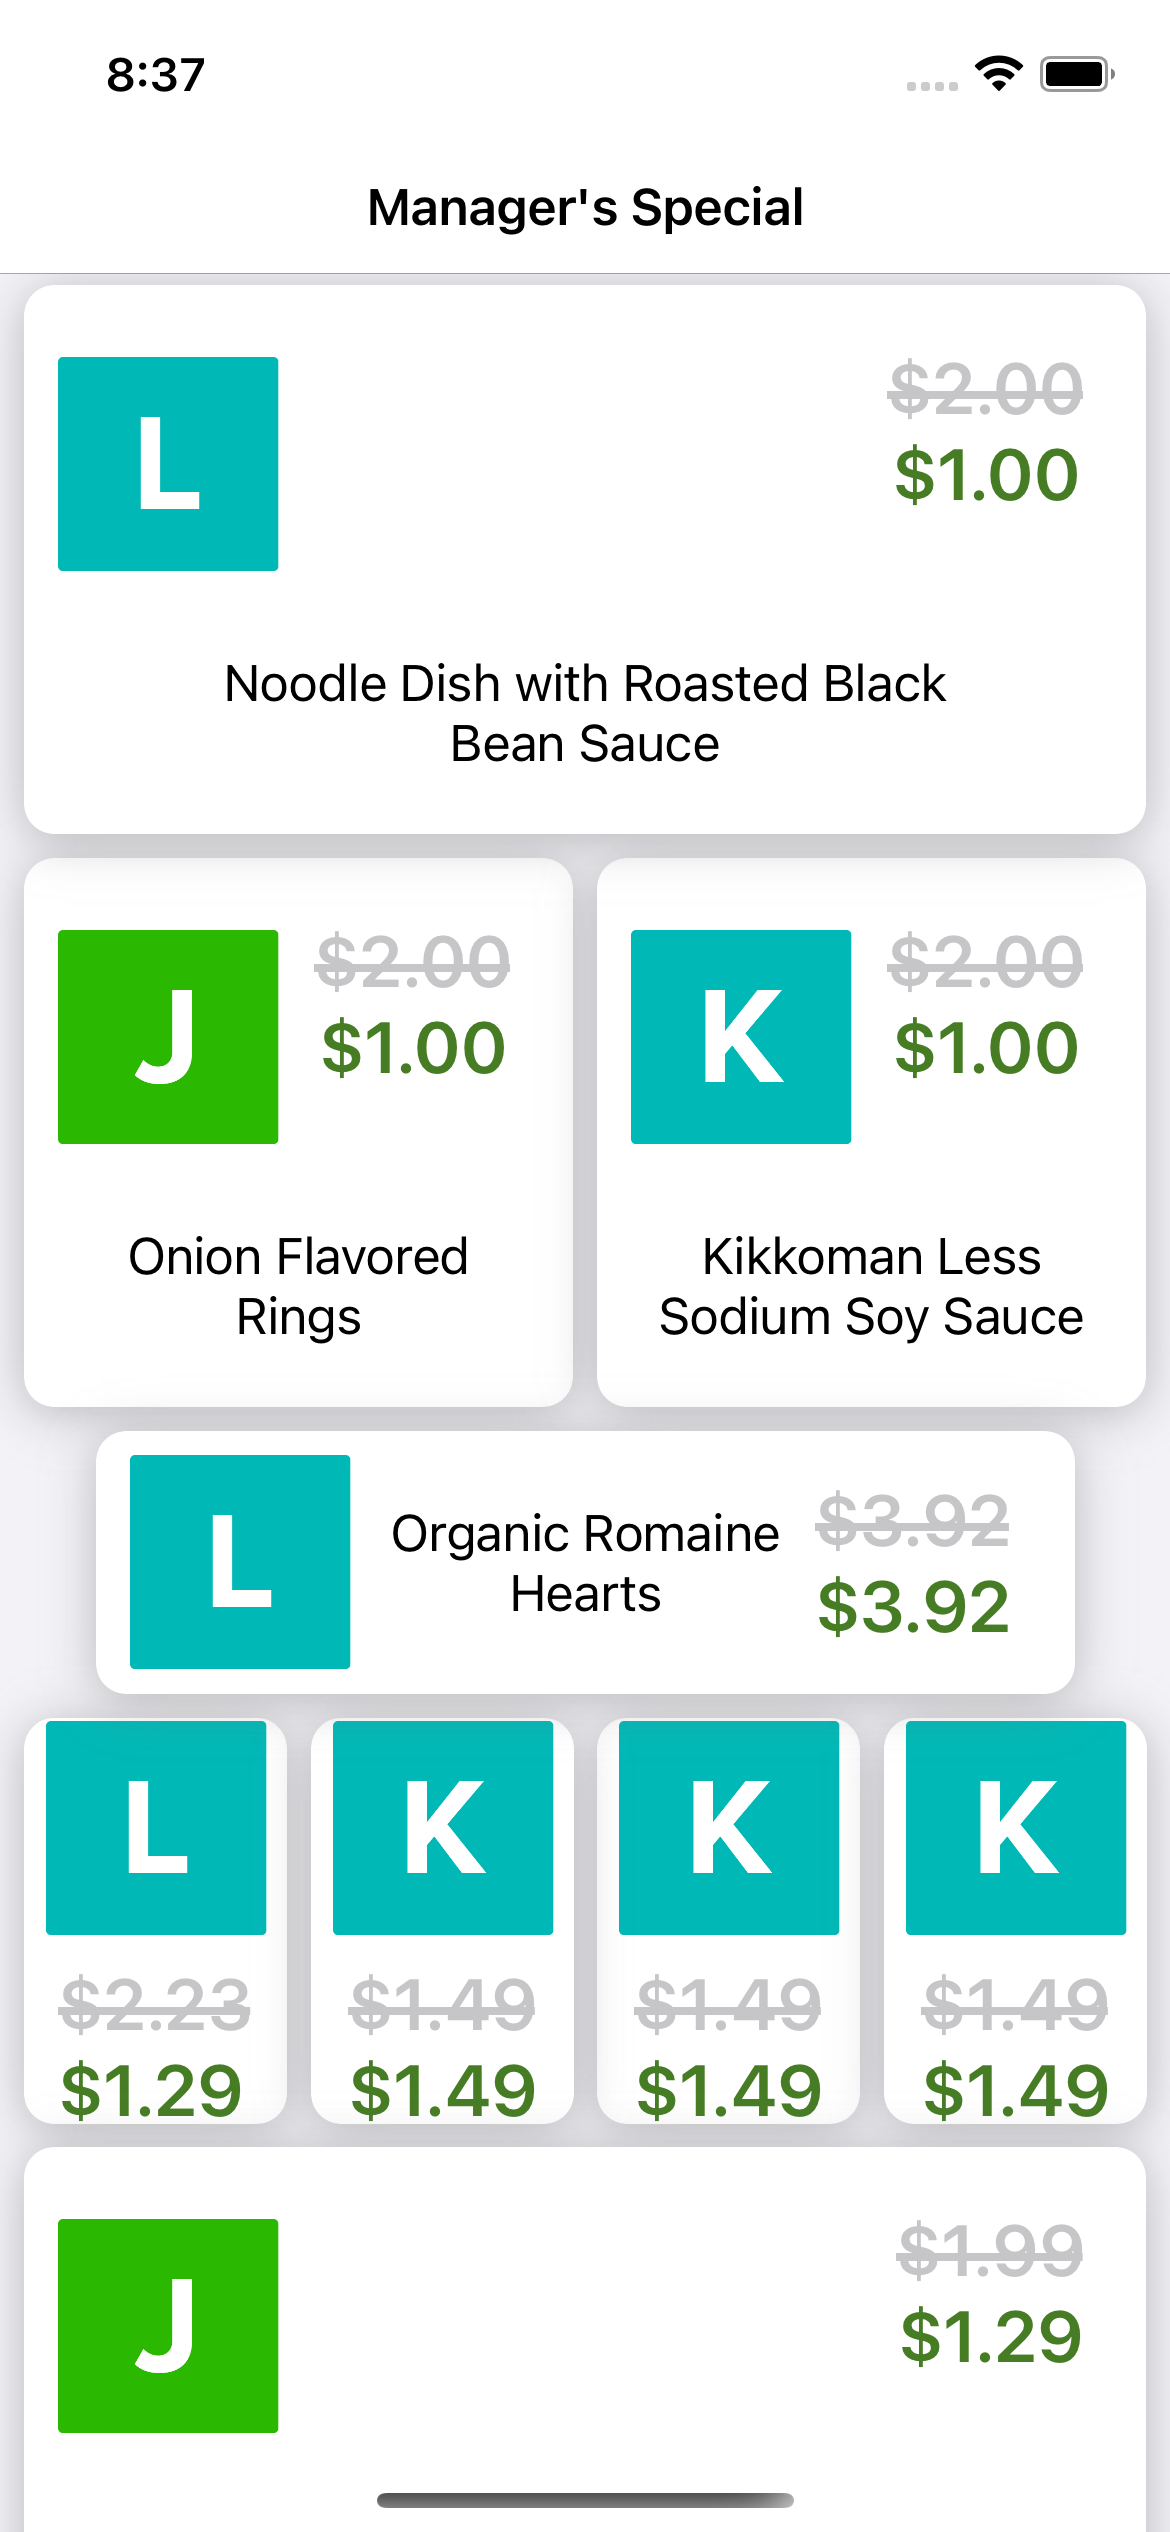 8:37
Manager's Special
L
$2.00
$1.00
Noodle Dish with Roasted Black
Bean Sauce
J
$2.00
$1.00
Onion Flavored
Rings
K
$2.00
$1.00
Kikkoman Less
Sodium Soy Sauce
L
Organic Romaine
Hearts
$3.92
$3.92
L
$2.23
$1.29
K
$1.49
$1.49
K
$1.49
$1.49
K
$1.49
$1.49
J
$1.99
$1.29